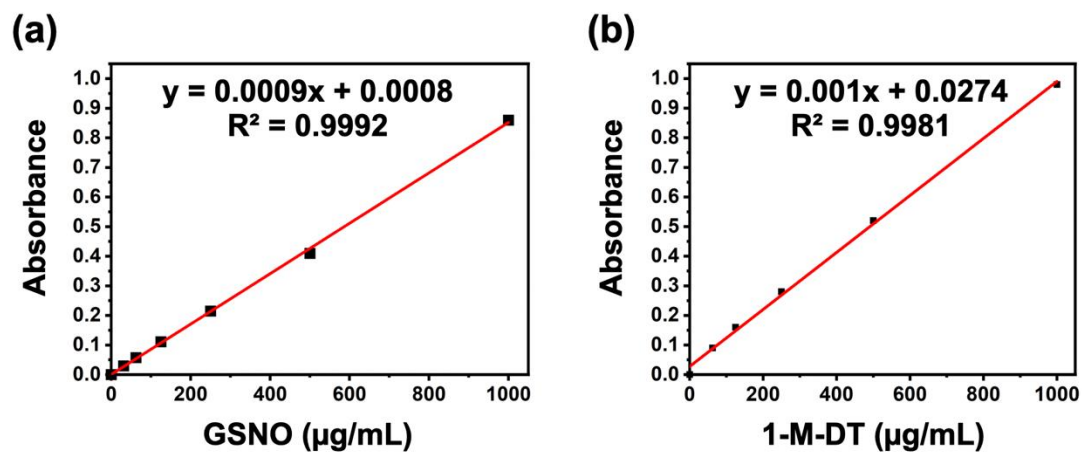 (a)
y = 0.0009x + 0.0008
R² = 0.9992
Absorbance
1.0
0.9
0.8
0.7
0.6
0.5
0.4
0.3
0.2
0.1
0.0
0 200 400 600 800 1000
GSNO (µg/mL)
(b)
y = 0.001x + 0.0274
R² = 0.9981
Absorbance
1.0
0.9
0.8
0.7
0.6
0.5
0.4
0.3
0.2
0.1
0.0
0 200 400 600 800 1000
1-M-DT (µg/mL)